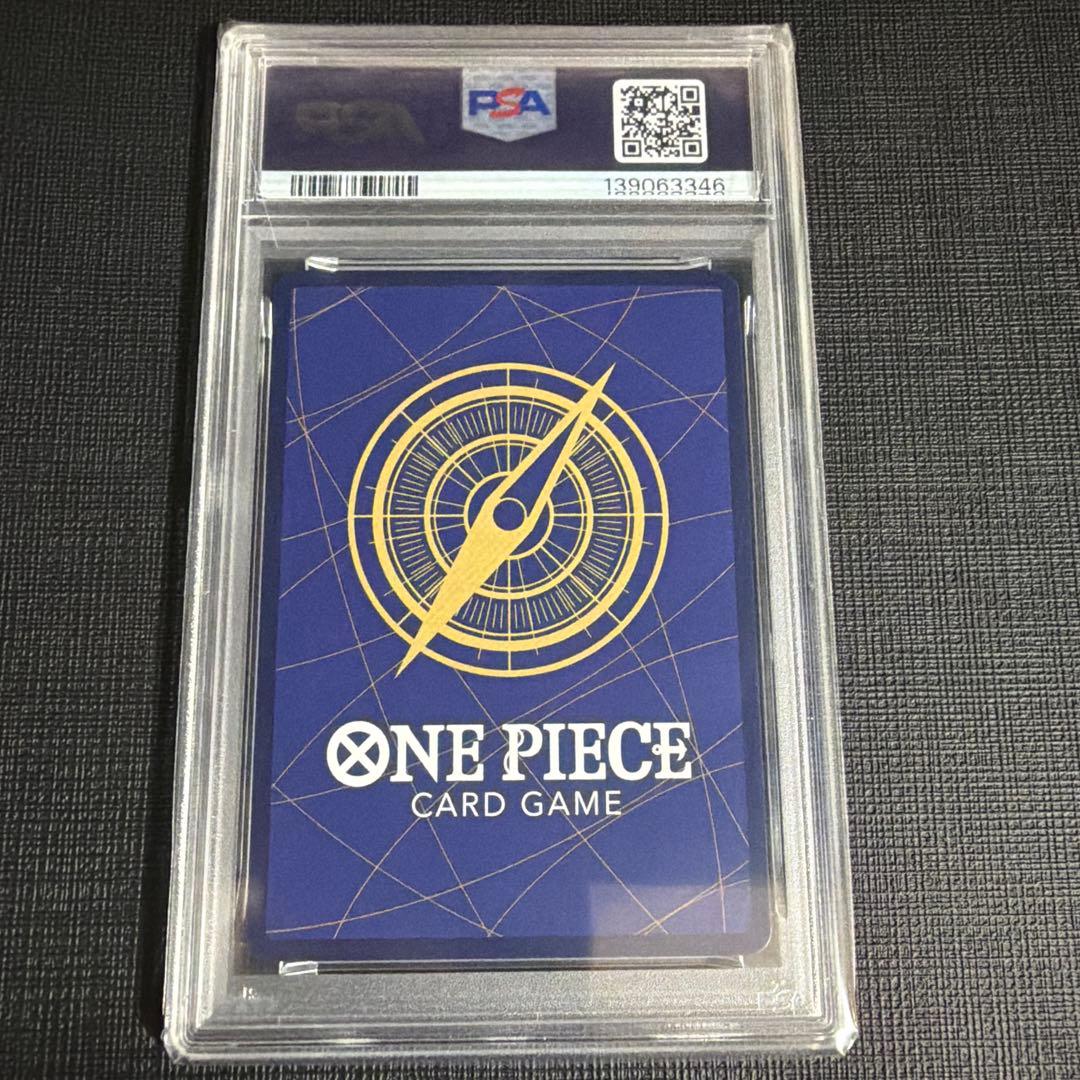 PSA
139063346
ONE PIECE
CARD GAME